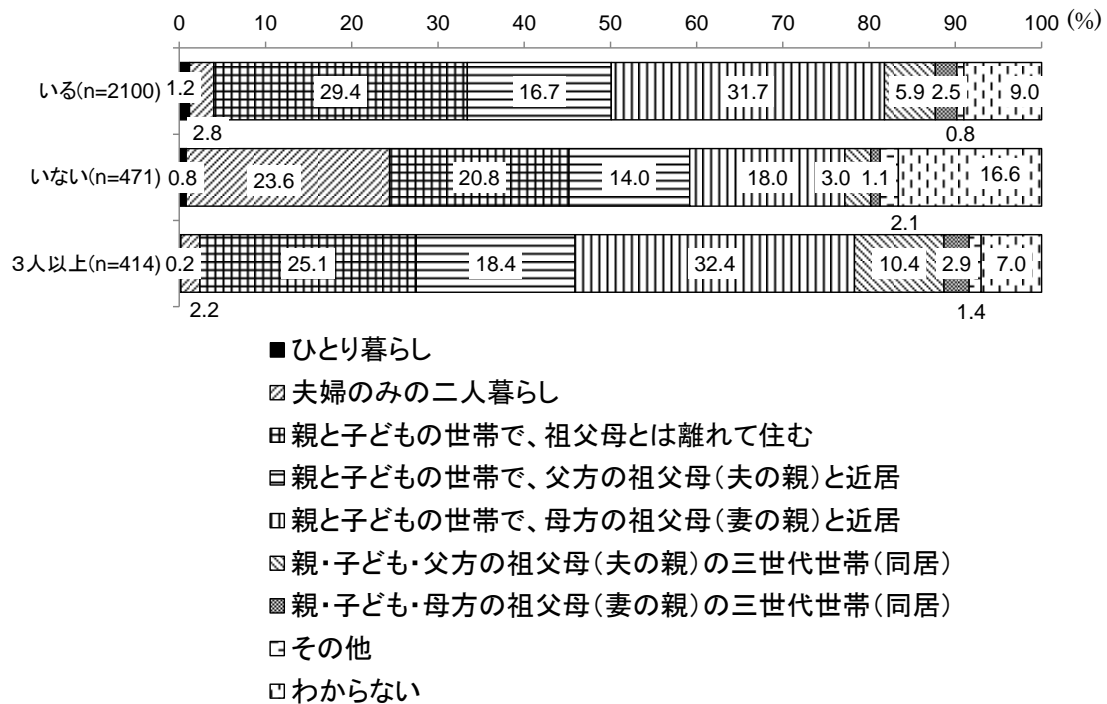 0 10 20 30 40 50 60 70 80 90 100 (%)
いる(n=2100) 1.2 29.4 16.7 31.7 5.9 2.5 9.0
2.8 0.8
いない(n=471) 0.8 23.6 20.8 14.0 18.0 3.0 1.1 16.6
2.1
3人以上(n=414) 0.2 25.1 18.4 32.4 10.4 2.9 7.0
2.2 1.4
ひとり暮らし
夫婦のみの二人暮らし
親と子どもの世帯で、祖父母とは離れて住む
親と子どもの世帯で、父方の祖父母(夫の親)と近居
親と子どもの世帯で、母方の祖父母(妻の親)と近居
親・子ども・父方の祖父母(夫の親)の三世代世帯(同居)
親・子ども・母方の祖父母(妻の親)の三世代世帯(同居)
その他
わからない